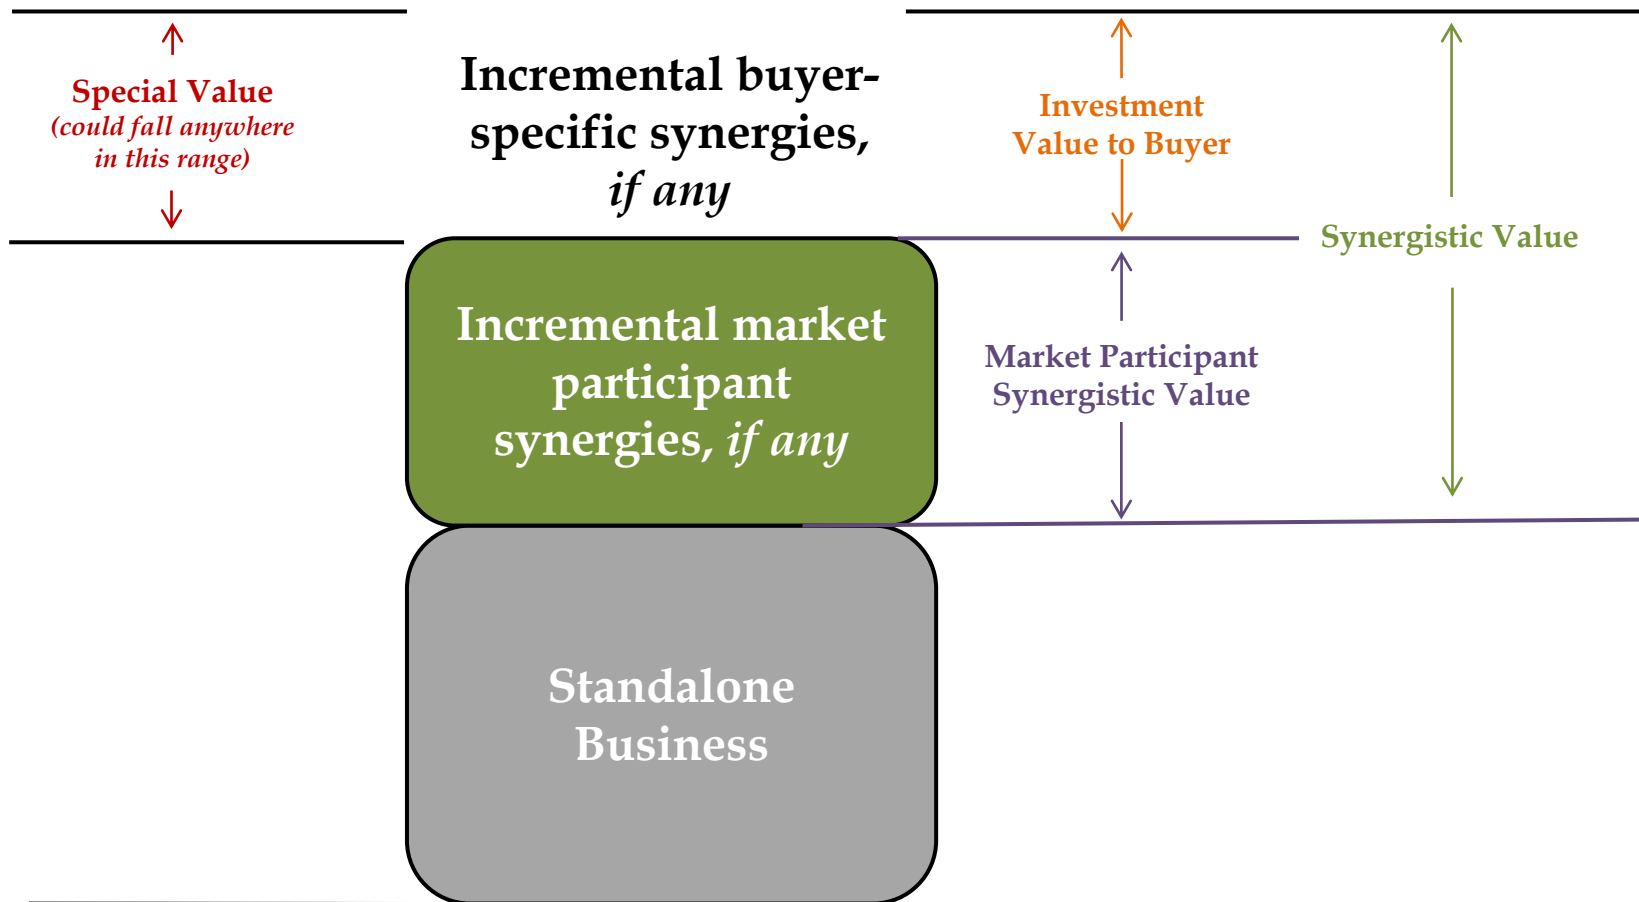 Special Value
(could fall anywhere
in this range)
Incremental buyer-
specific synergies,
if any
Investment
Value to Buyer
Synergistic Value
Incremental market
participant
synergies, if any
Market Participant
Synergistic Value
Standalone
Business